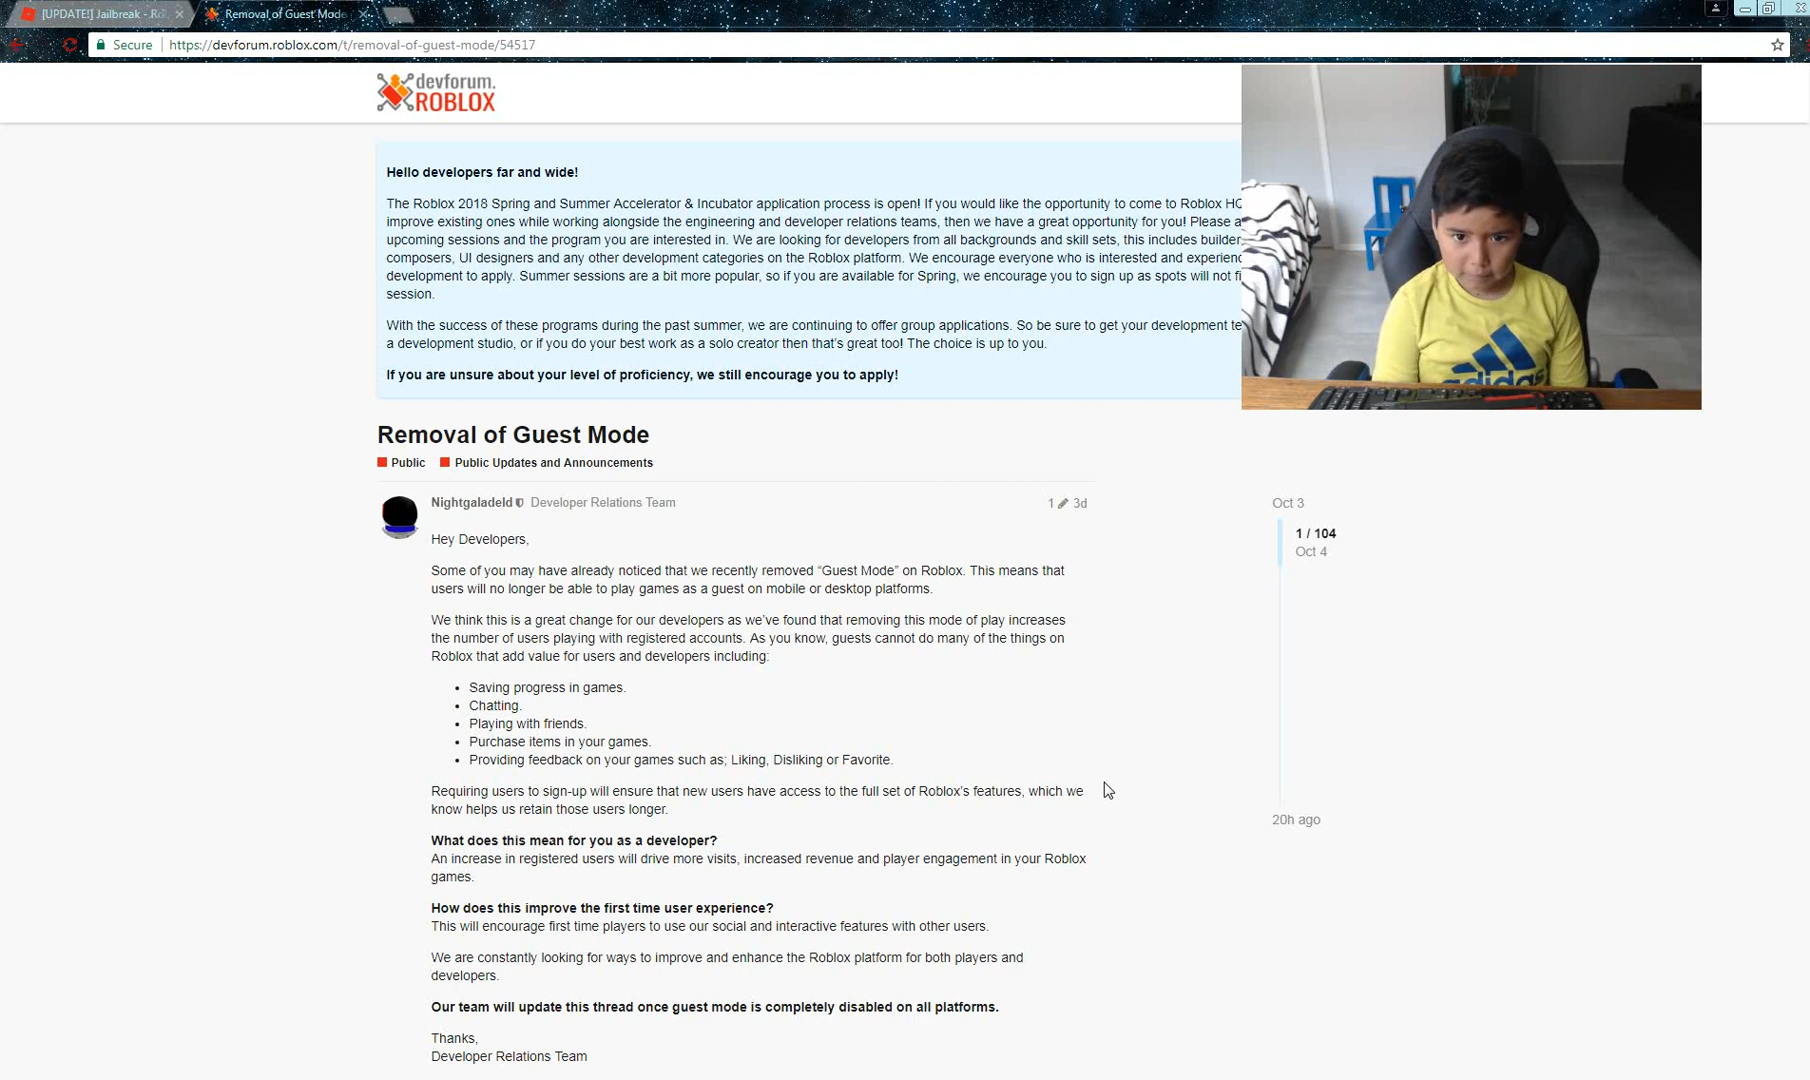 [UPDATE!] Jailbreak - Ro
Removal of Guest Mode
Secure
https://devforum.roblox.com/t/removal-of-guest-mode/54517
devforum.
ROBLOX
Hello developers far and wide!
The Roblox 2018 Spring and Summer Accelerator & Incubator application process is open! If you would like the opportunity to come to Roblox HQ
improve existing ones while working alongside the engineering and developer relations teams, then we have a great opportunity for you! Please
upcoming sessions and the program you are interested in. We are looking for developers from all backgrounds and skill sets, this includes builder
composers, UI designers and any other development categories on the Roblox platform. We encourage everyone who is interested and
development to apply. Summer sessions are a bit more popular, so if you are available for Spring, we encourage you to sign up as spots will not
session.
With the success of these programs during the past summer, we are continuing to offer group applications. So be sure to get your development
a development studio, or if you do your best work as a solo creator then that's great too! The choice is up to you.
If you are unsure about your level of proficiency, we still encourage you to apply!
adidas
Removal of Guest Mode
Public Public Updates and Announcements
Nightgaladeld Developer Relations Team 1 3d
Hey Developers,
Some of you may have already noticed that we recently removed “Guest Mode” on Roblox. This means that
users will no longer be able to play games as a guest on mobile or desktop platforms.
We think this is a great change for our developers as we've found that removing this mode of play increases
the number of users playing with registered accounts. As you know, guests cannot do many of the things on
Roblox that add value for users and developers including:
• Saving progress in games.
• Chatting.
• Playing with friends.
• Purchase items in your games.
• Providing feedback on your games such as; Liking, Disliking or Favorite.
Requiring users to sign-up will ensure that new users have access to the full set of Roblox's features, which we
know helps us retain those users longer.
What does this mean for you as a developer?
An increase in registered users will drive more visits, increased revenue and player engagement in your Roblox
games.
How does this improve the first time user experience?
This will encourage first time players to use our social and interactive features with other users.
We are constantly looking for ways to improve and enhance the Roblox platform for both players and
developers.
Our team will update this thread once guest mode is completely disabled on all platforms.
Thanks,
Developer Relations Team
Oct 3
1 / 104
Oct 4
20h ago